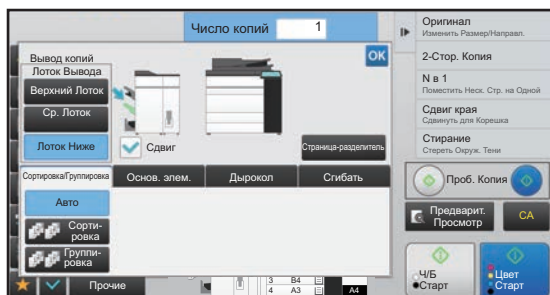 Число копий 1
Вывод копий
OK
Лоток Вывода
Верхний Лоток
Ср. Лоток
Лоток Ниже
Сдвиг
Страница-разделитель
Сортировка/Группировка
Основ. элем.
Дырокол
Сгибать
Авто
Сорти-
ровка
Группи-
ровка
Прочие
3 B4
4 A3
A4
Оригинал
Изменить Размер/Направл.
2-Стор. Копия
N в 1
Поместить Неск. Стр. на Одной
Сдвиг края
Сдвинуть для Корешка
Стирание
Стереть Окруж. Тени
Проб. Копия
Предварит.
Просмотр
CA
Ч/Б
Старт
Цвет
Старт